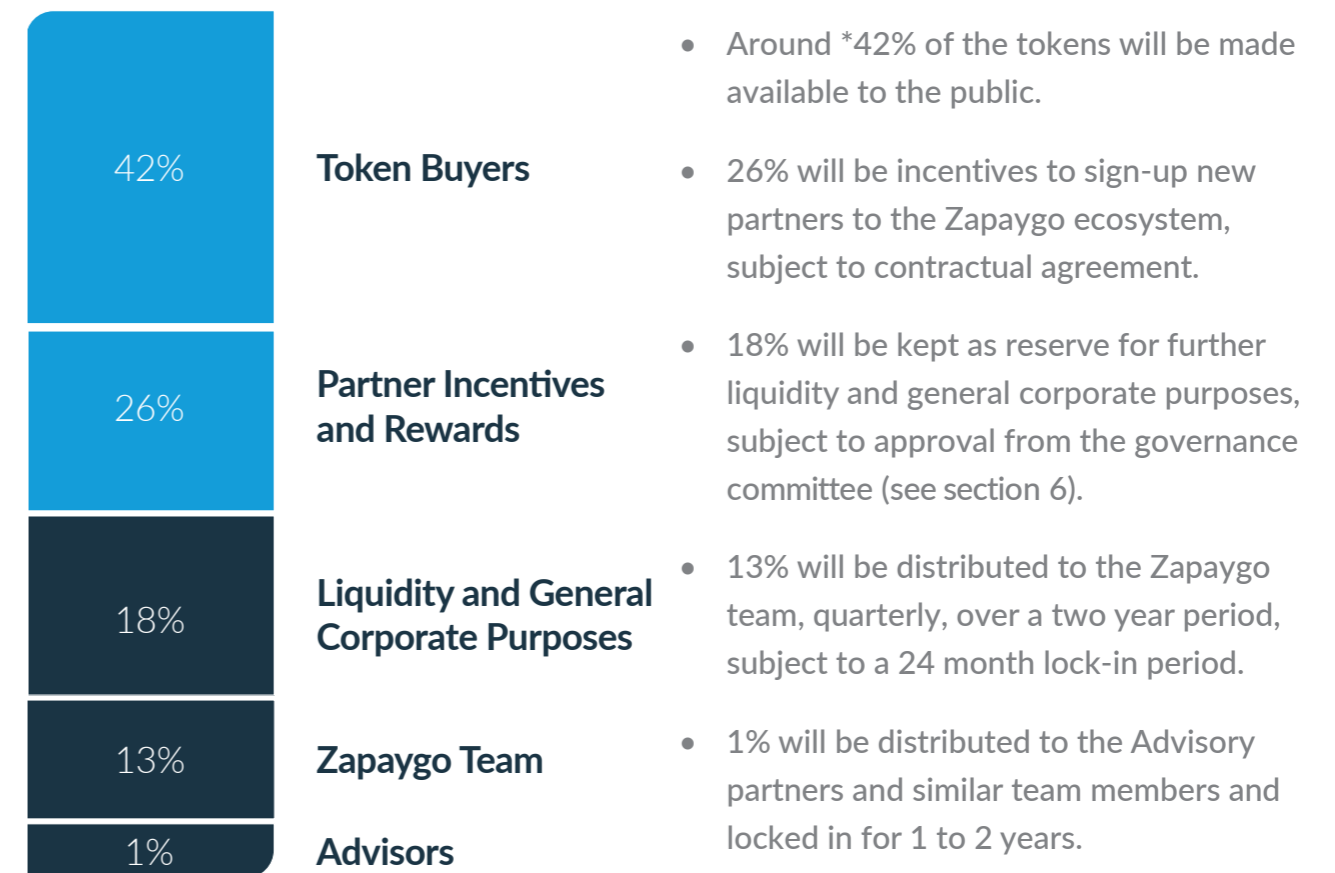 42%
Token Buyers
26%
Partner Incentives
and Rewards
18%
Liquidity and General
Corporate Purposes
13%
Zapaygo Team
1%
Advisors
• Around *42% of the tokens will be made
available to the public.
• 26% will be incentives to sign-up new
partners to the Zapaygo ecosystem,
subject to contractual agreement.
• 18% will be kept as reserve for further
liquidity and general corporate purposes,
subject to approval from the governance
committee (see section 6).
• 13% will be distributed to the Zapaygo
team, quarterly, over a two year period,
subject to a 24 month lock-in period.
• 1% will be distributed to the Advisory
partners and similar team members and
locked in for 1 to 2 years.